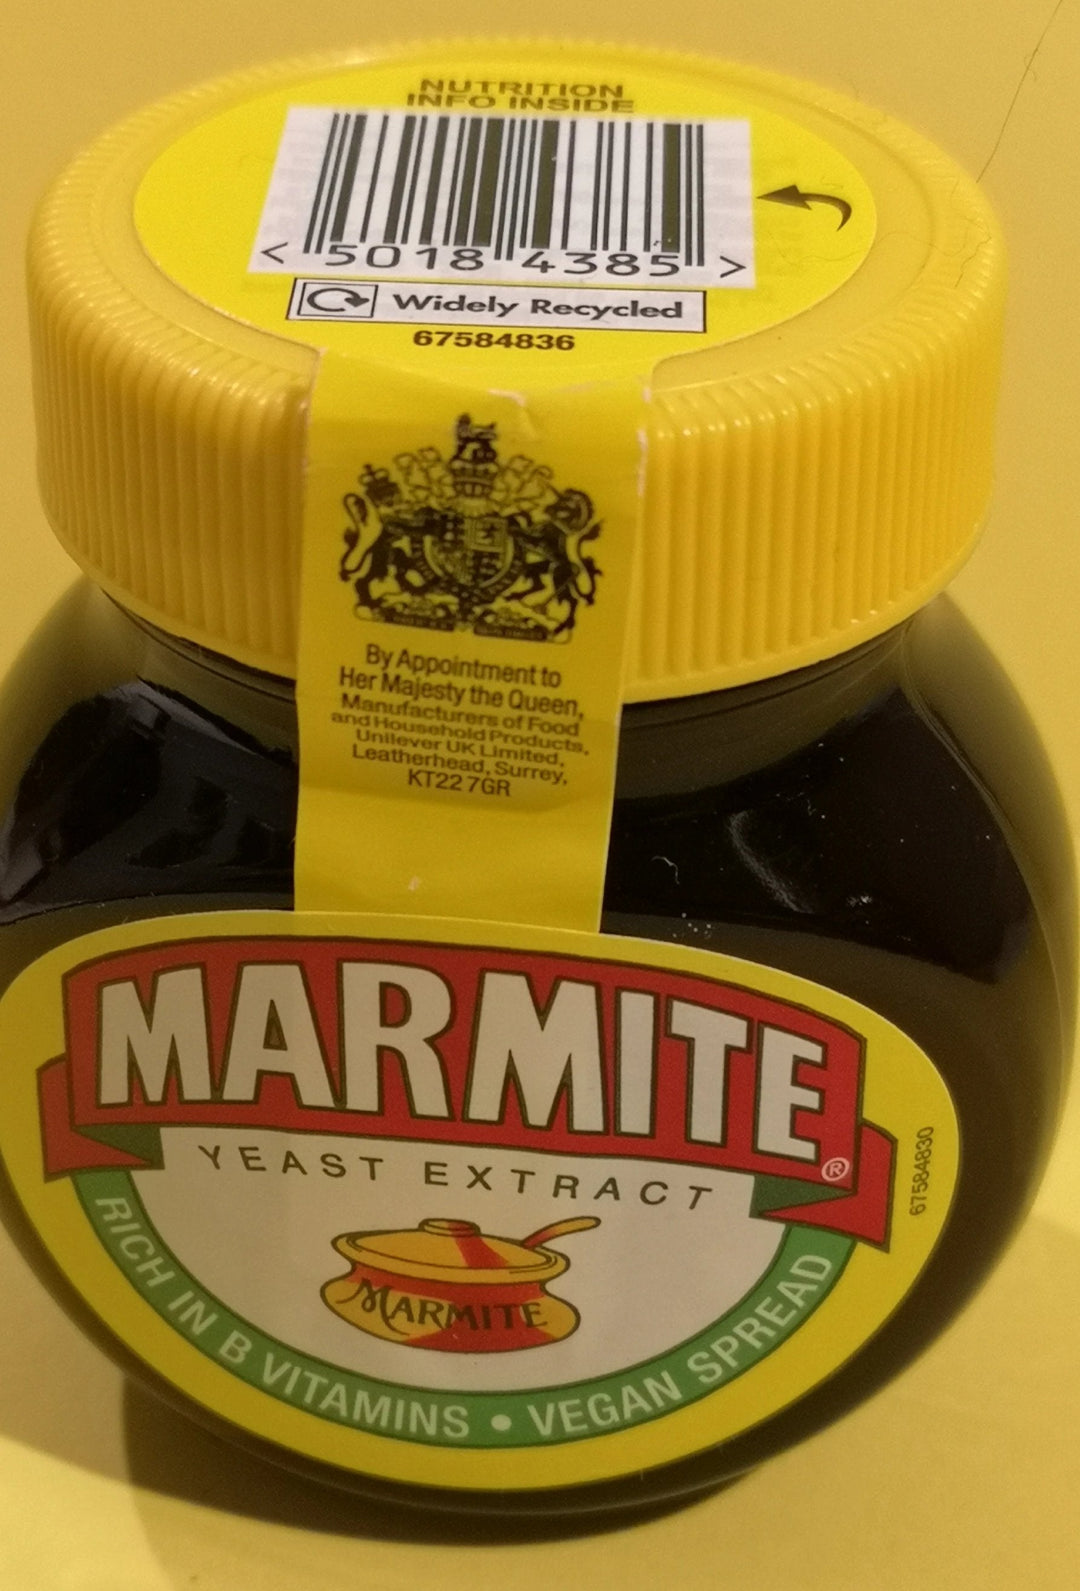 NUTRITION
INFO INSIDE
< 5018 4385 >
Widely Recycled
67584836
By Appointment to
Her Majesty the Queen,
Manufacturers of Food
and Household Products,
Unilever UK Limited,
Leatherhead, Surrey,
KT22 7GR
MARMITE®
YEAST EXTRACT
MARMITE
RICH IN B VITAMINS • VEGAN SPREAD
67584830